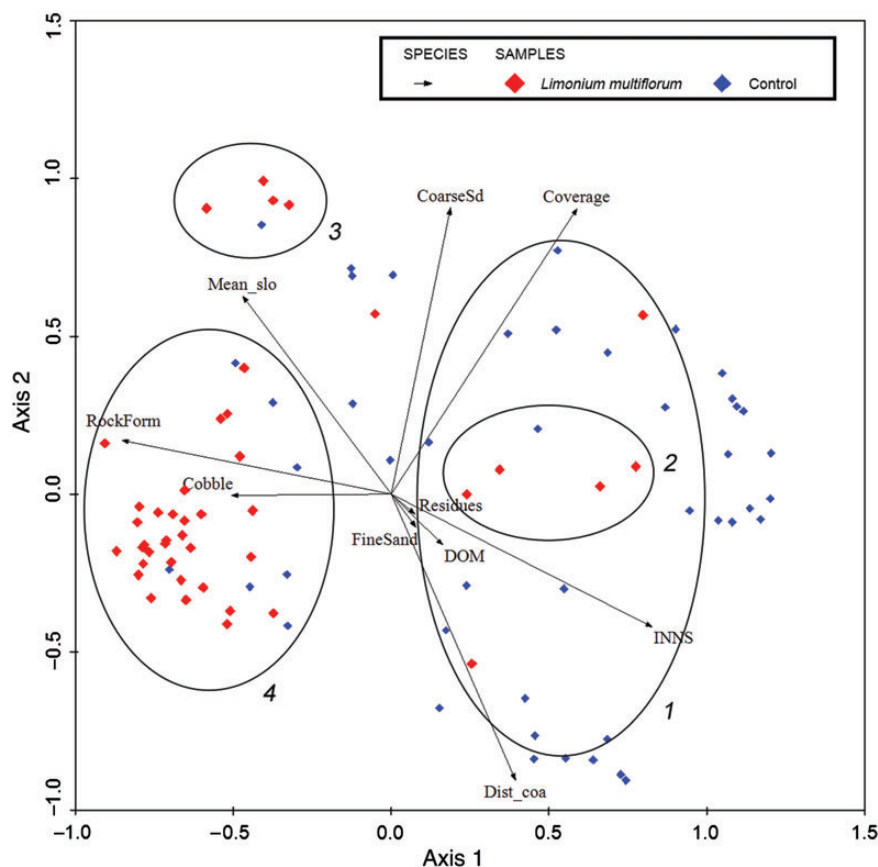 1.5
SPECIES SAMPLES
Limonium multiflorum Control
1.0
CoarseSd Coverage
3
Mean_slo
0.5
Axis 2
RockForm
2
Cobble
0.0
Residues
FineSand
DOM
INNS
−0.5
4 1
Dist_coa
−1.0
−1.0 −0.5 0.0 0.5 1.0 1.5
Axis 1